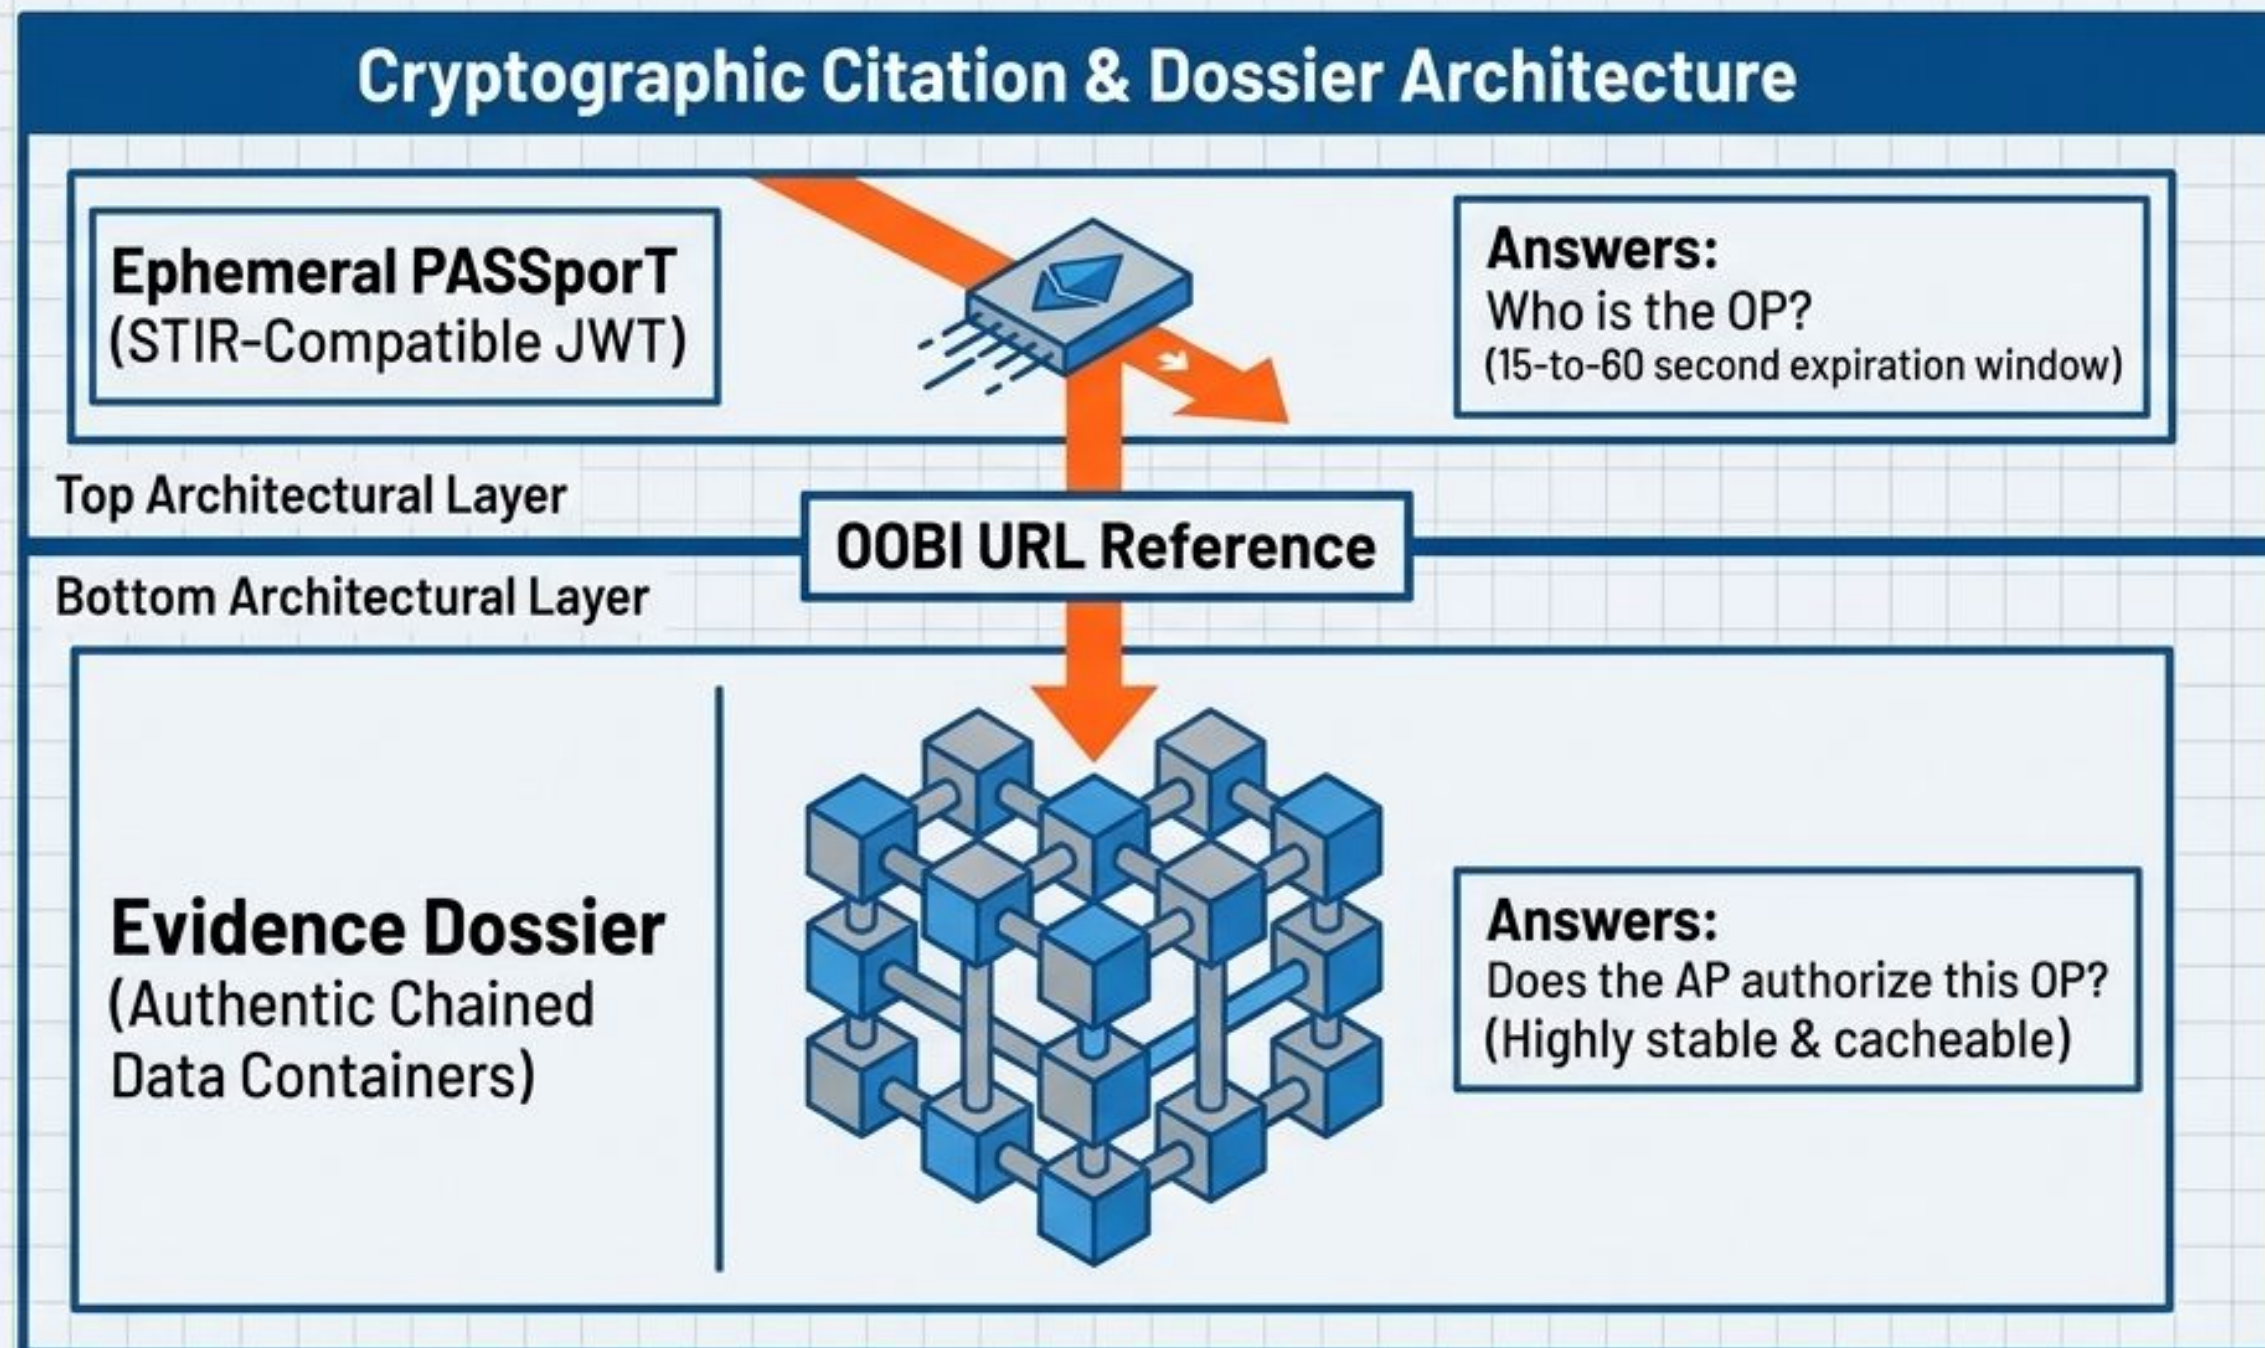 Cryptographic Citation & Dossier Architecture
Ephemeral PASSporT
(STIR-Compatible JWT)
Answers:
Who is the OP?
(15-to-60 second expiration window)
Top Architectural Layer
OOBI URL Reference
Bottom Architectural Layer
Evidence Dossier
(Authentic Chained
Data Containers)
Answers:
Does the AP authorize this OP?
(Highly stable & cacheable)